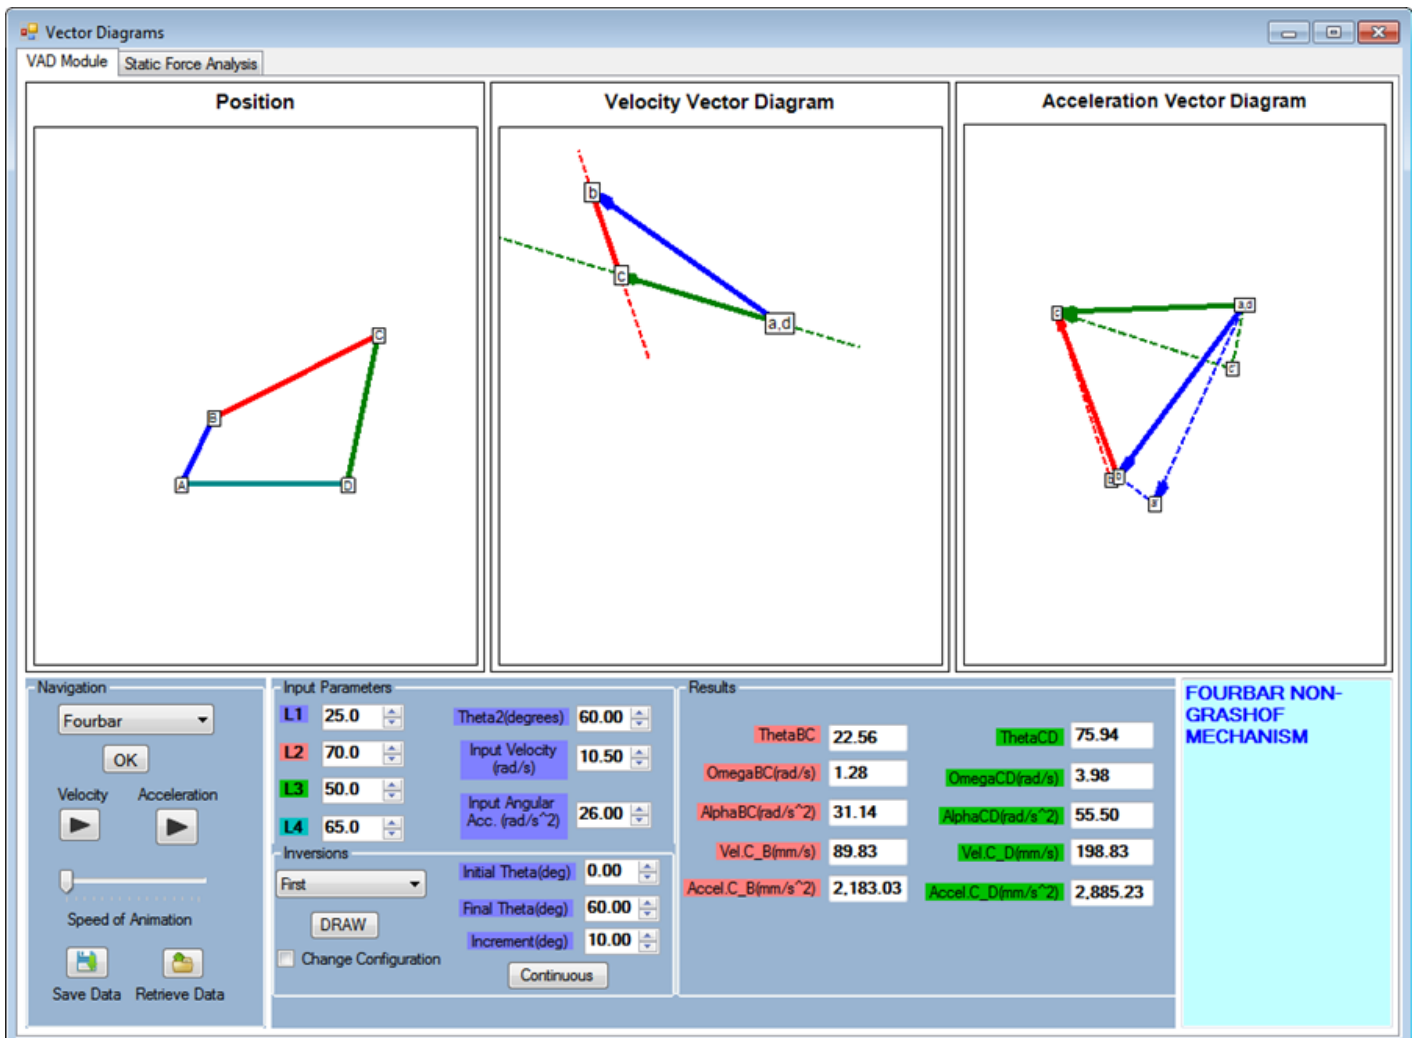 Vector Diagrams
VAD Module
Static Force Analysis
Position
Velocity Vector Diagram
Acceleration Vector Diagram
A
B
C
D
b
c
a,d
a,d
c
c'
b
a'
Navigation
Fourbar
OK
Velocity
Acceleration
Speed of Animation
Save Data
Retrieve Data
Input Parameters
L1 25.0
L2 70.0
L3 50.0
L4 65.0
Theta2(degrees) 60.00
Input Velocity
(rad/s)
10.50
Input Angular
Acc. (rad/s^2)
26.00
Inversions
First
DRAW
Change Configuration
Initial Theta(deg) 0.00
Final Theta(deg) 60.00
Increment(deg) 10.00
Continuous
Results
ThetaBC 22.56
OmegaBC(rad/s) 1.28
AlphaBC(rad/s^2) 31.14
Vel.C_B(mm/s) 89.83
Accel.C_B(mm/s^2) 2,183.03
ThetaCD 75.94
OmegaCD(rad/s) 3.98
AlphaCD(rad/s^2) 55.50
Vel.C_D(mm/s) 198.83
Accel.C_D(mm/s^2) 2,885.23
FOURBAR NON-
GRASHOF
MECHANISM